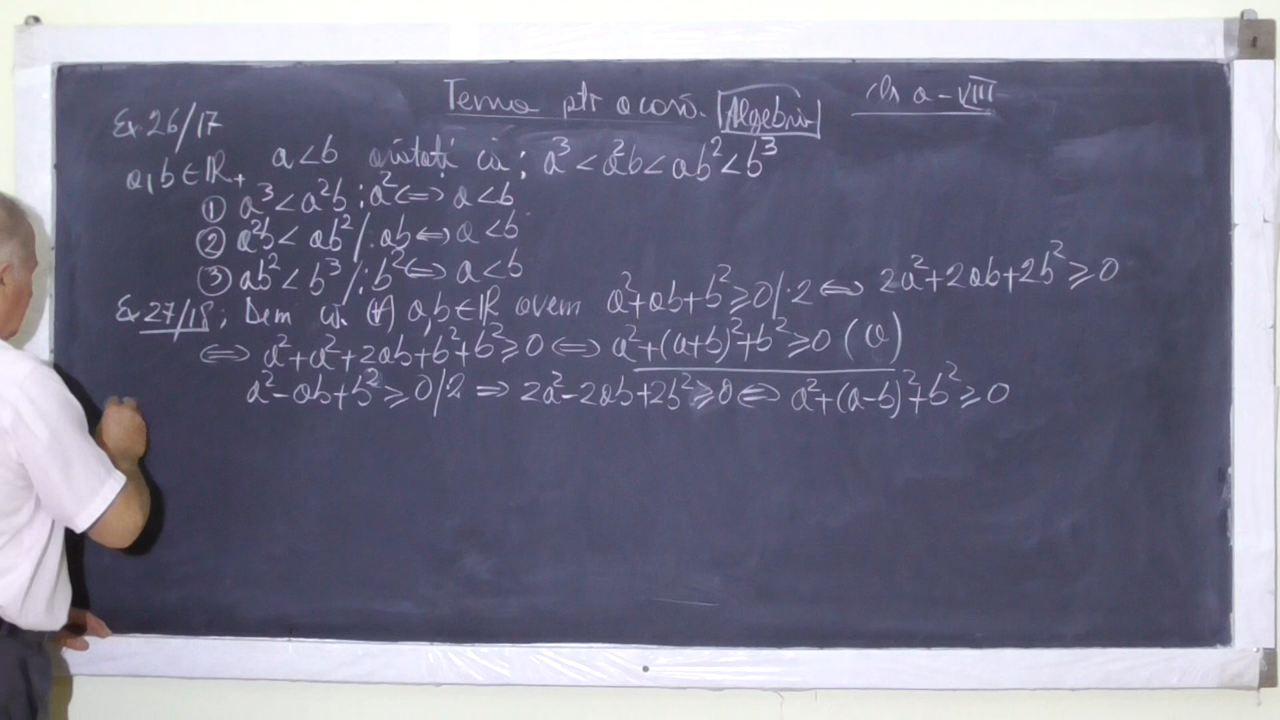 Tema ptr acasă. Algebră cls a-VIII
Ex. 26/17
a,b∈ℝ₊ a<b arătați că: a³<a²b<ab²<b³
① a³<a²b /:a² ⇔ a<b
② a²b<ab² /:ab ⇔ a<b
③ ab²<b³ /:b² ⇔ a<b
Ex. 27/18; Dem că. (∀) a,b∈ℝ avem a²+ab+b²≥0 /·2 ⇔ 2a²+2ab+2b²≥0
⇔ a²+a²+2ab+b²+b²≥0 ⇔ a²+(a+b)²+b²≥0 (A)
a²-ab+b²≥0 /·2 ⇒ 2a²-2ab+2b²≥0 ⇔ a²+(a-b)²+b²≥0